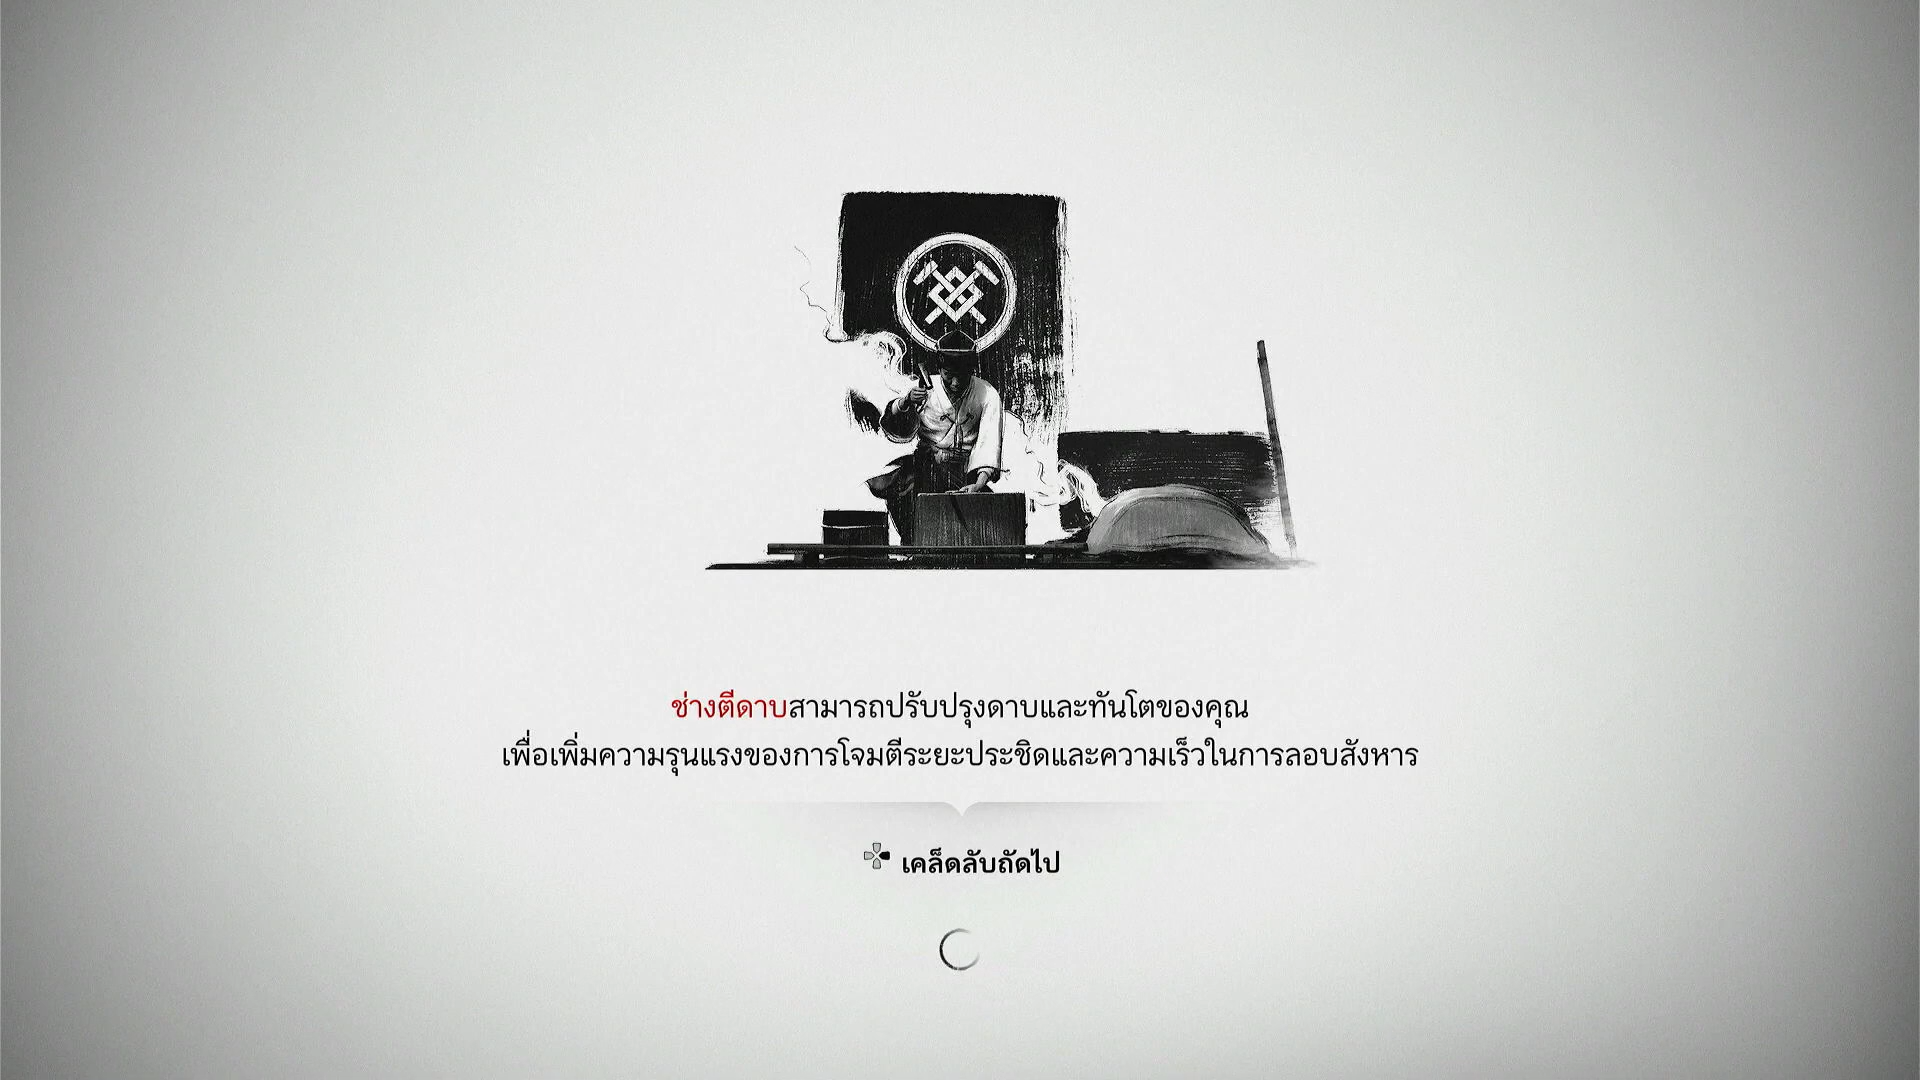 ช่างตีดาบสามารถปรับปรุงดาบและทันโตของคุณ
เพื่อเพิ่มความรุนแรงของการโจมตีระยะประชิดและความเร็วในการลอบสังหาร
เคล็ดลับถัดไป